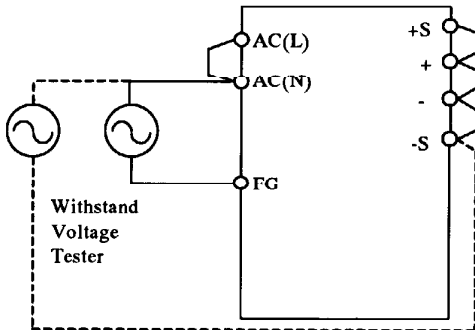 AC(L)
AC(N)
FG
+S
+
-
-S
Withstand
Voltage
Tester